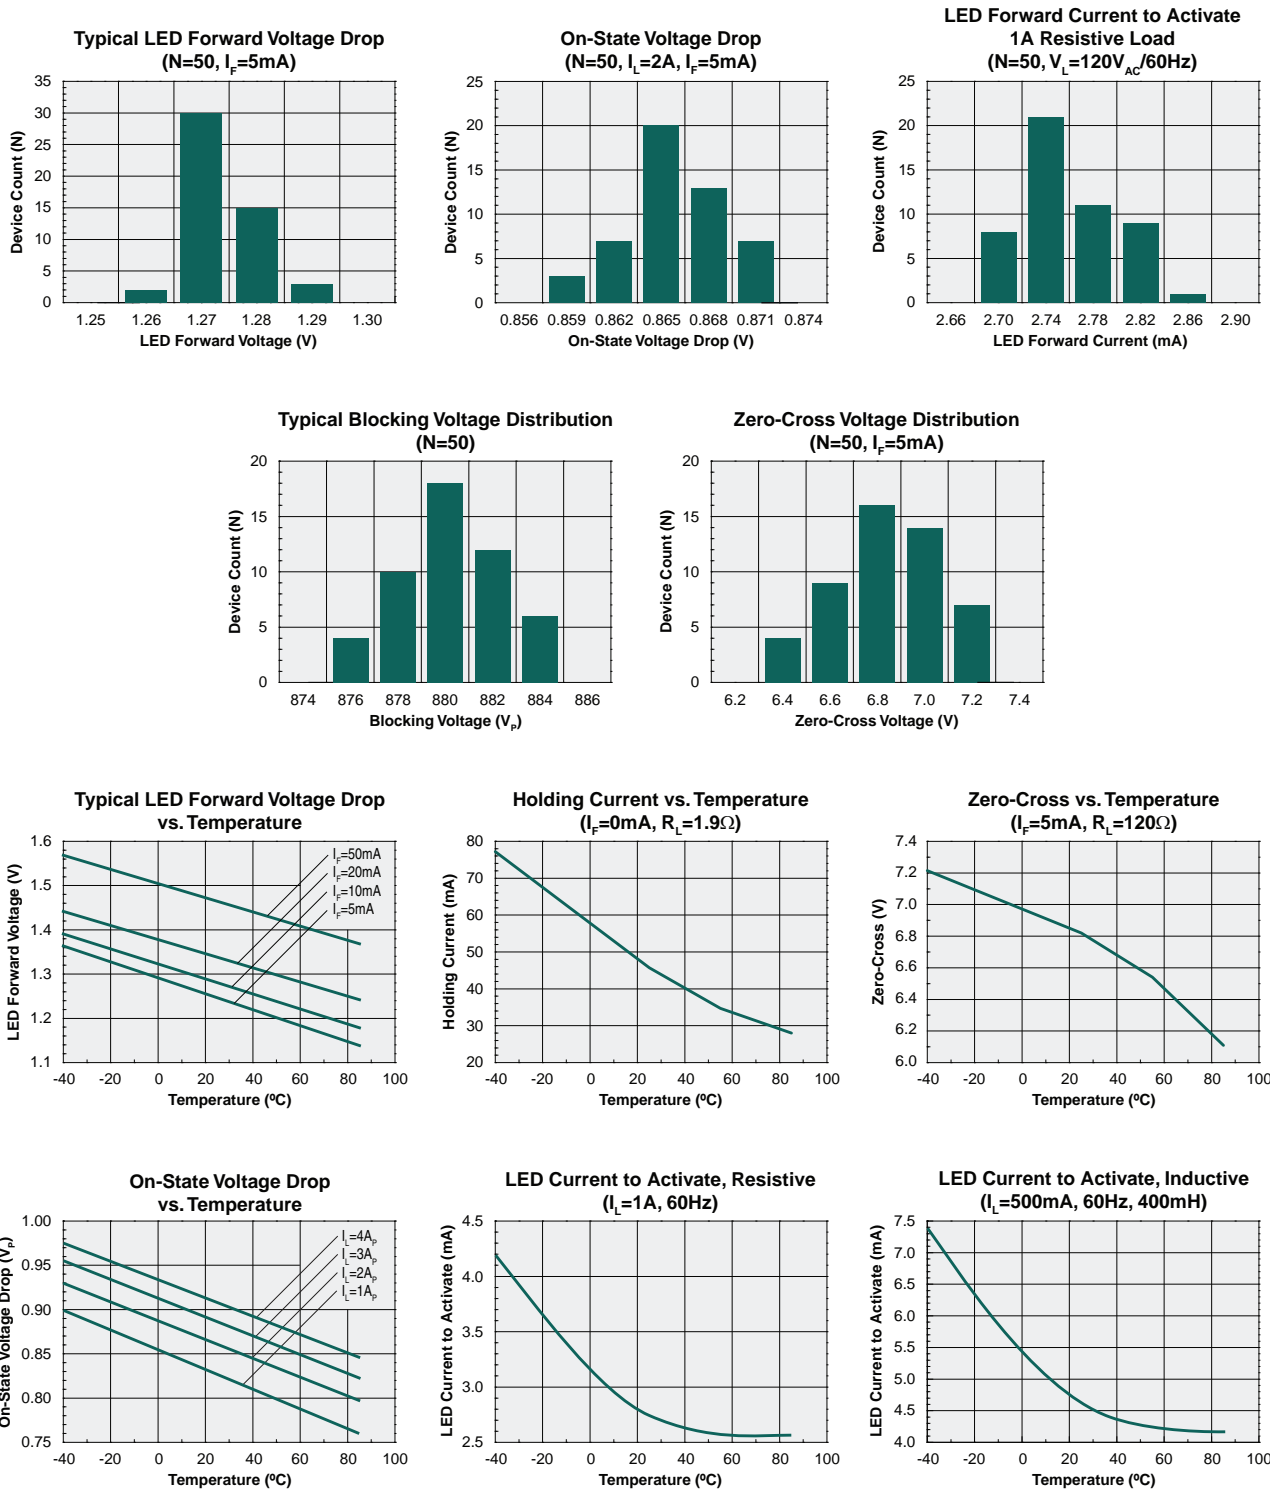 Typical LED Forward Voltage Drop
(N=50, IF=5mA)
Device Count (N)
35
30
25
20
15
10
5
0
1.25 1.26 1.27 1.28 1.29 1.30
LED Forward Voltage (V)
On-State Voltage Drop
(N=50, IL=2A, IF=5mA)
Device Count (N)
25
20
15
10
5
0
0.856 0.859 0.862 0.865 0.868 0.871 0.874
On-State Voltage Drop (V)
LED Forward Current to Activate
1A Resistive Load
(N=50, VL=120VAC/60Hz)
Device Count (N)
25
20
15
10
5
0
2.66 2.70 2.74 2.78 2.82 2.86 2.90
LED Forward Current (mA)
Typical Blocking Voltage Distribution
(N=50)
Device Count (N)
20
15
10
5
0
874 876 878 880 882 884 886
Blocking Voltage (VP)
Zero-Cross Voltage Distribution
(N=50, IF=5mA)
Device Count (N)
20
15
10
5
0
6.2 6.4 6.6 6.8 7.0 7.2 7.4
Zero-Cross Voltage (V)
Typical LED Forward Voltage Drop
vs. Temperature
LED Forward Voltage (V)
1.6
1.5
1.4
1.3
1.2
1.1
IF=50mA
IF=20mA
IF=10mA
IF=5mA
-40 -20 0 20 40 60 80 100
Temperature (ºC)
Holding Current vs. Temperature
(IF=0mA, RL=1.9Ω)
Holding Current (mA)
80
70
60
50
40
30
20
-40 -20 0 20 40 60 80 100
Temperature (ºC)
Zero-Cross vs. Temperature
(IF=5mA, RL=120Ω)
Zero-Cross (V)
7.4
7.2
7.0
6.8
6.6
6.4
6.2
6.0
-40 -20 0 20 40 60 80 100
Temperature (ºC)
On-State Voltage Drop
vs. Temperature
On-State Voltage Drop (VP)
1.00
0.95
0.90
0.85
0.80
0.75
IL=4AP
IL=3AP
IL=2AP
IL=1AP
-40 -20 0 20 40 60 80 100
Temperature (ºC)
LED Current to Activate, Resistive
(IL=1A, 60Hz)
LED Current to Activate (mA)
4.5
4.0
3.5
3.0
2.5
-40 -20 0 20 40 60 80 100
Temperature (ºC)
LED Current to Activate, Inductive
(IL=500mA, 60Hz, 400mH)
LED Current to Activate (mA)
7.5
7.0
6.5
6.0
5.5
5.0
4.5
4.0
-40 -20 0 20 40 60 80 100
Temperature (ºC)